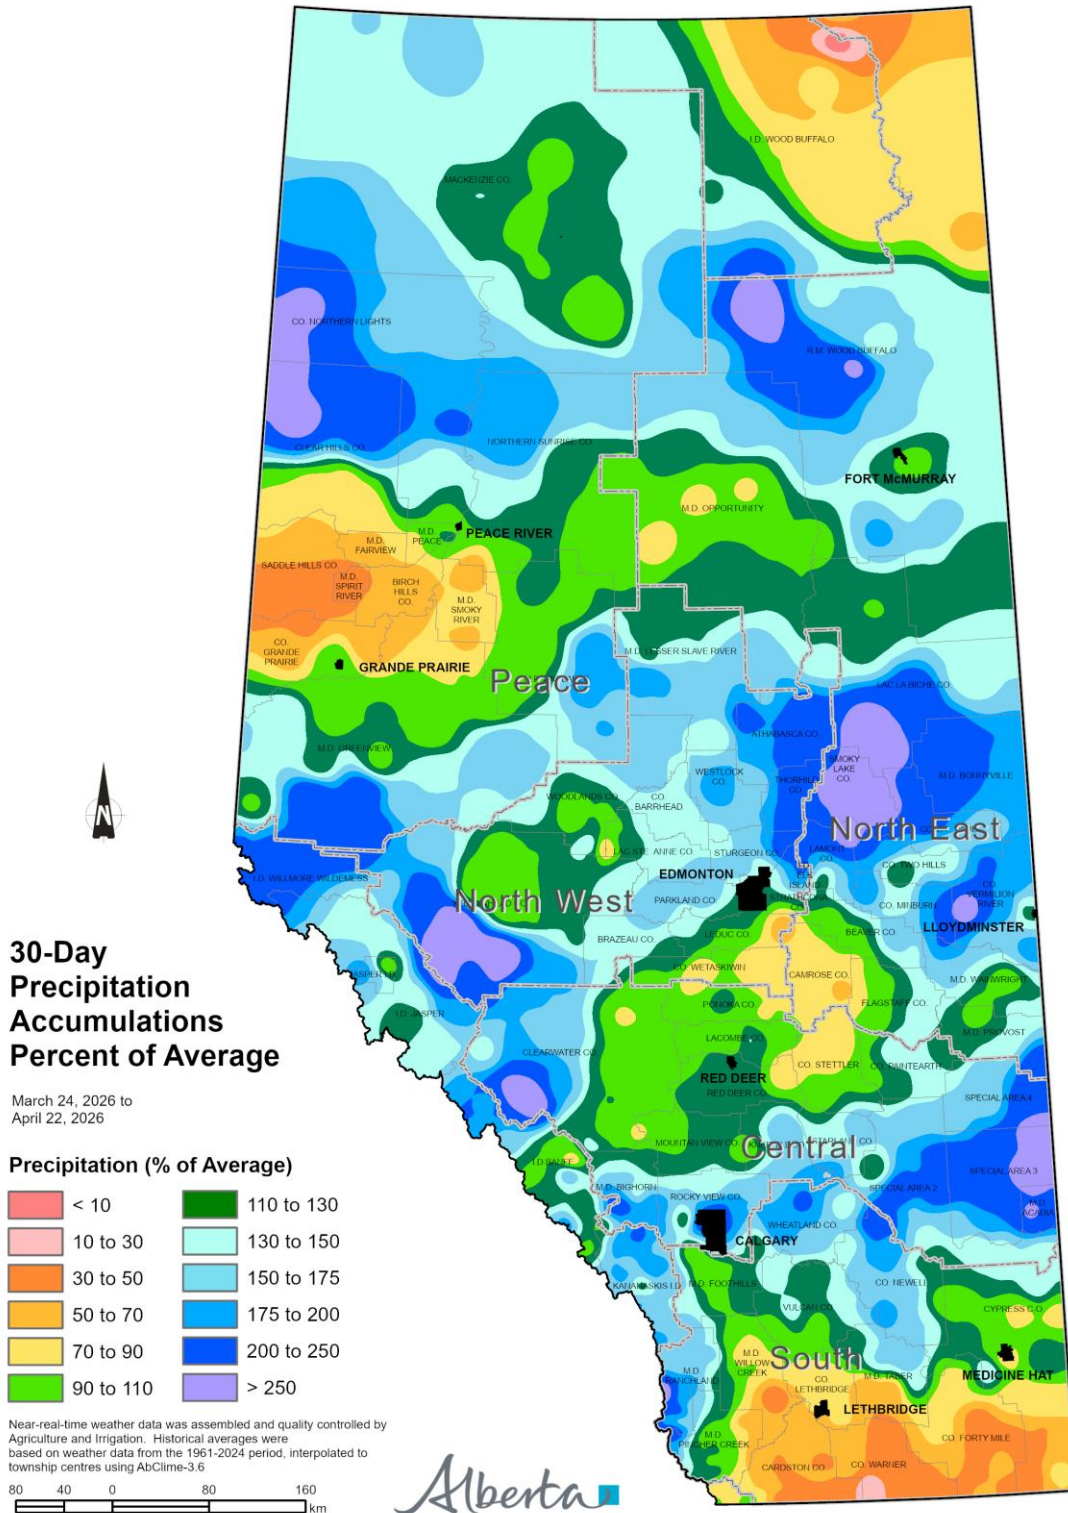 I.D. WOOD BUFFALO
MACKENZIE CO.
CO. NORTHERN LIGHTS
R.M. WOOD BUFFALO
CLEAR HILLS CO.
NORTHERN SUNRISE CO.
FORT McMURRAY
M.D. OPPORTUNITY
M.D.
PEACE
PEACE RIVER
M.D.
FAIRVIEW
SADDLE HILLS CO.
M.D.
SPIRIT
RIVER
BIRCH
HILLS
CO.
M.D.
SMOKY
RIVER
CO.
GRANDE
PRAIRIE
GRANDE PRAIRIE
M.D. LESSER SLAVE RIVER
Peace
LAC LA BICHE CO.
M.D. GREENVIEW
ATHABASCA CO.
WESTLOCK
CO.
THORHILD
CO.
SMOKY
LAKE
CO.
M.D. BONNYVILLE
WOODLANDS CO.
CO.
BARRHEAD
North East
LAC STE ANNE CO.
STURGEON CO.
LAMONT
CO.
CO. TWO HILLS
I.D. WILLMORE WILDERNESS
EDMONTON
ELK
ISLAND
STRATHCONA
CO.
North West
PARKLAND CO.
CO. MINBURN
CO.
VERMILION
RIVER
LLOYDMINSTER
BRAZEAU CO.
LEDUC CO.
BEAVER CO.
JASPER I.D.
CO. WETASKIWIN
CAMROSE CO.
M.D. WAINWRIGHT
I.D. JASPER
PONOKA CO.
FLAGSTAFF CO.
M.D. PROVOST
CLEARWATER CO.
LACOMBE CO.
CO. STETTLER
CO. PAINTEARTH
RED DEER
RED DEER CO.
SPECIAL AREA 4
MOUNTAIN VIEW CO.
STARLAND CO.
Central
I.D. BANFF
SPECIAL AREA 3
M.D. BIGHORN
ROCKY VIEW CO.
SPECIAL AREA 2
M.D.
ACADIA
WHEATLAND CO.
CALGARY
KANANASKIS I.D.
M.D. FOOTHILLS
CO. NEWELL
VULCAN CO.
CYPRESS CO.
M.D.
WILLOW
CREEK
South
M.D.
RANCHLAND
CO.
LETHBRIDGE
M.D. TABER
MEDICINE HAT
LETHBRIDGE
M.D.
PINCHER CREEK
CO. FORTY MILE
CARDSTON CO.
CO. WARNER
N
30-Day
Precipitation
Accumulations
Percent of Average
March 24, 2026 to
April 22, 2026
Precipitation (% of Average)
< 10
10 to 30
30 to 50
50 to 70
70 to 90
90 to 110
110 to 130
130 to 150
150 to 175
175 to 200
200 to 250
> 250
Near-real-time weather data was assembled and quality controlled by
Agriculture and Irrigation. Historical averages were
based on weather data from the 1961-2024 period, interpolated to
township centres using AbClime-3.6
80 40 0 80 160
km
Alberta